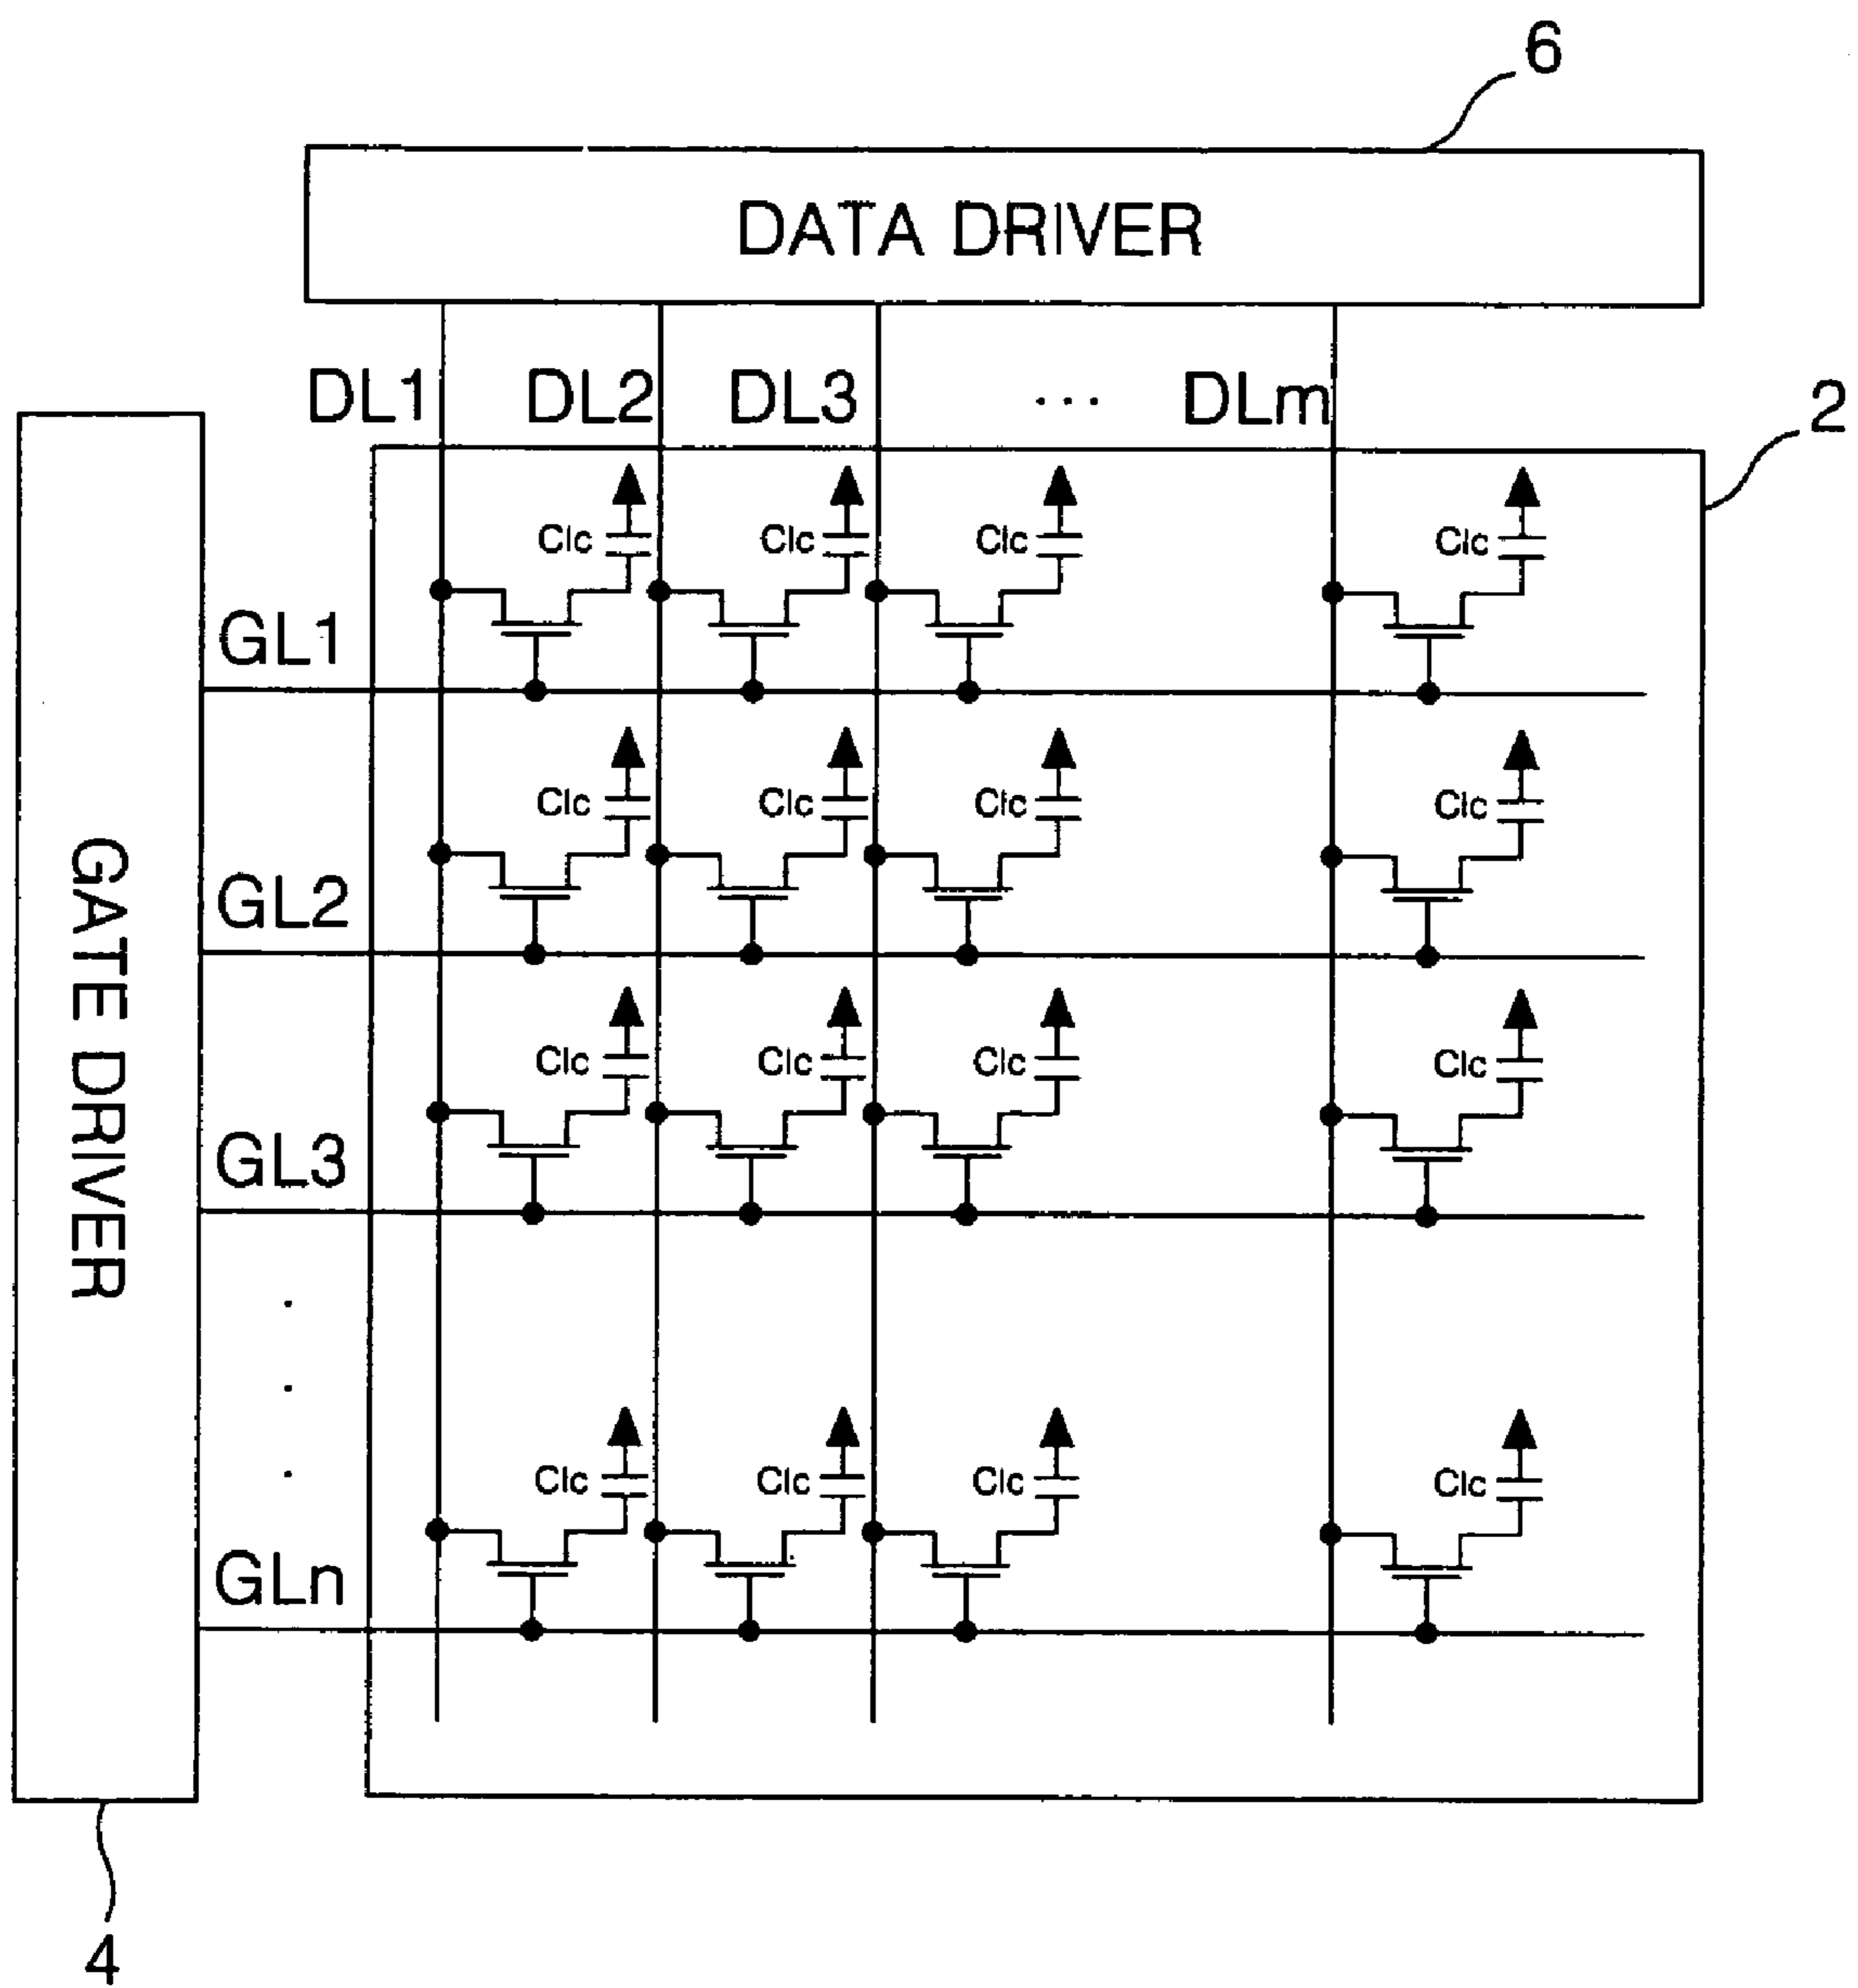 6
DATA DRIVER
DL1 DL2 DL3 ... DLm
2
Clc Clc Clc Clc
GL1
Clc Clc Clc Clc
GL2
GATE DRIVER
Clc Clc Clc Clc
GL3
.
.
.
Clc Clc Clc Clc
GLn
4